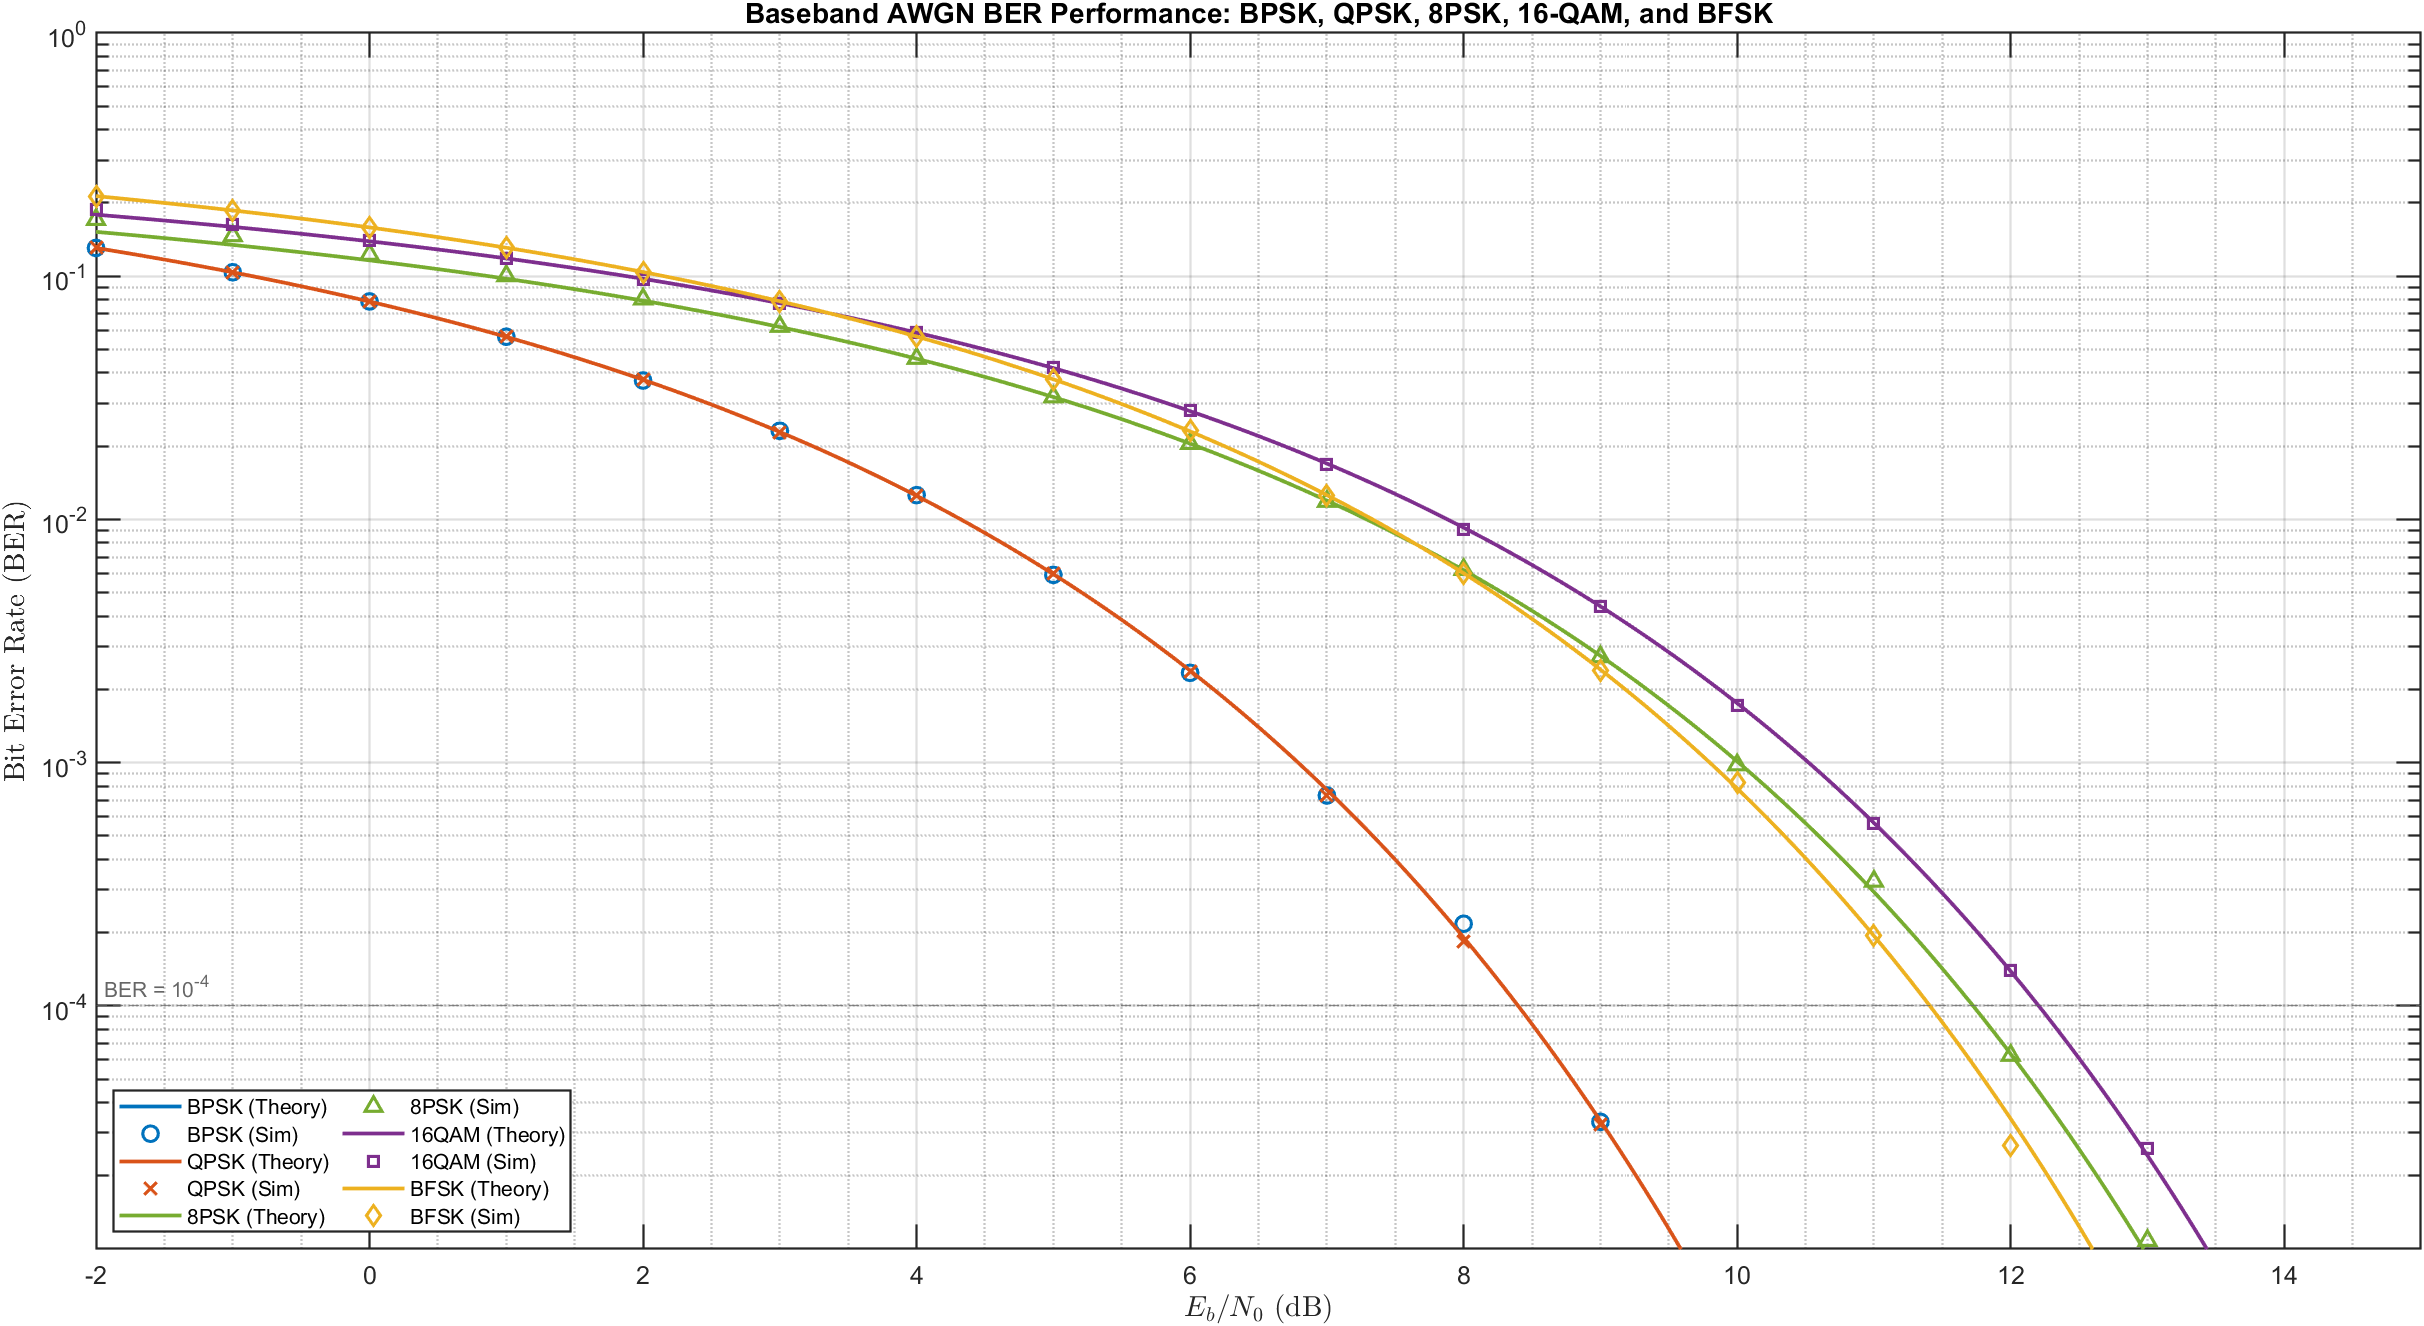 Baseband AWGN BER Performance: BPSK, QPSK, 8PSK, 16-QAM, and BFSK
Bit Error Rate (BER)
10^0
10^-1
10^-2
10^-3
10^-4
BER = 10^-4
BPSK (Theory)
BPSK (Sim)
QPSK (Theory)
QPSK (Sim)
8PSK (Theory)
8PSK (Sim)
16QAM (Theory)
16QAM (Sim)
BFSK (Theory)
BFSK (Sim)
-2 0 2 4 6 8 10 12 14
E_b/N_0 (dB)